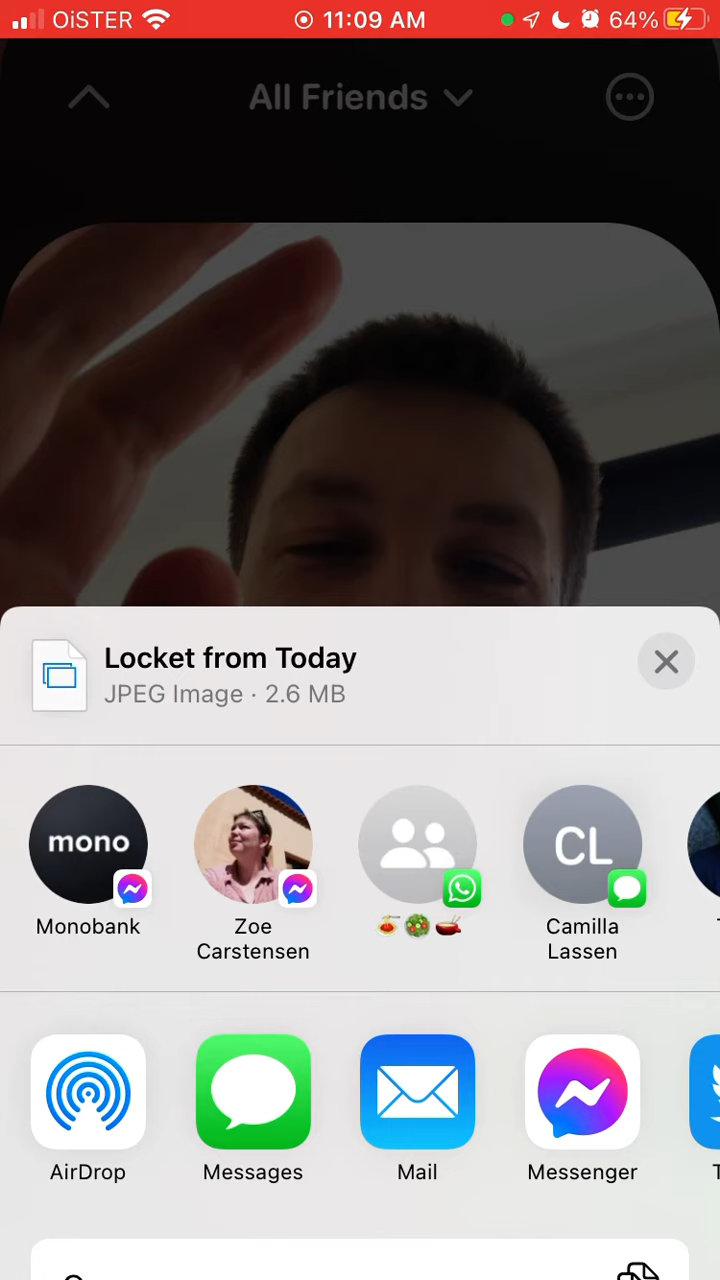 OiSTER 11:09 AM 64%
All Friends
Locket from Today
JPEG Image · 2.6 MB
mono
CL
Monobank
Zoe
Carstensen
🍝🥗🍲
Camilla
Lassen
AirDrop
Messages
Mail
Messenger